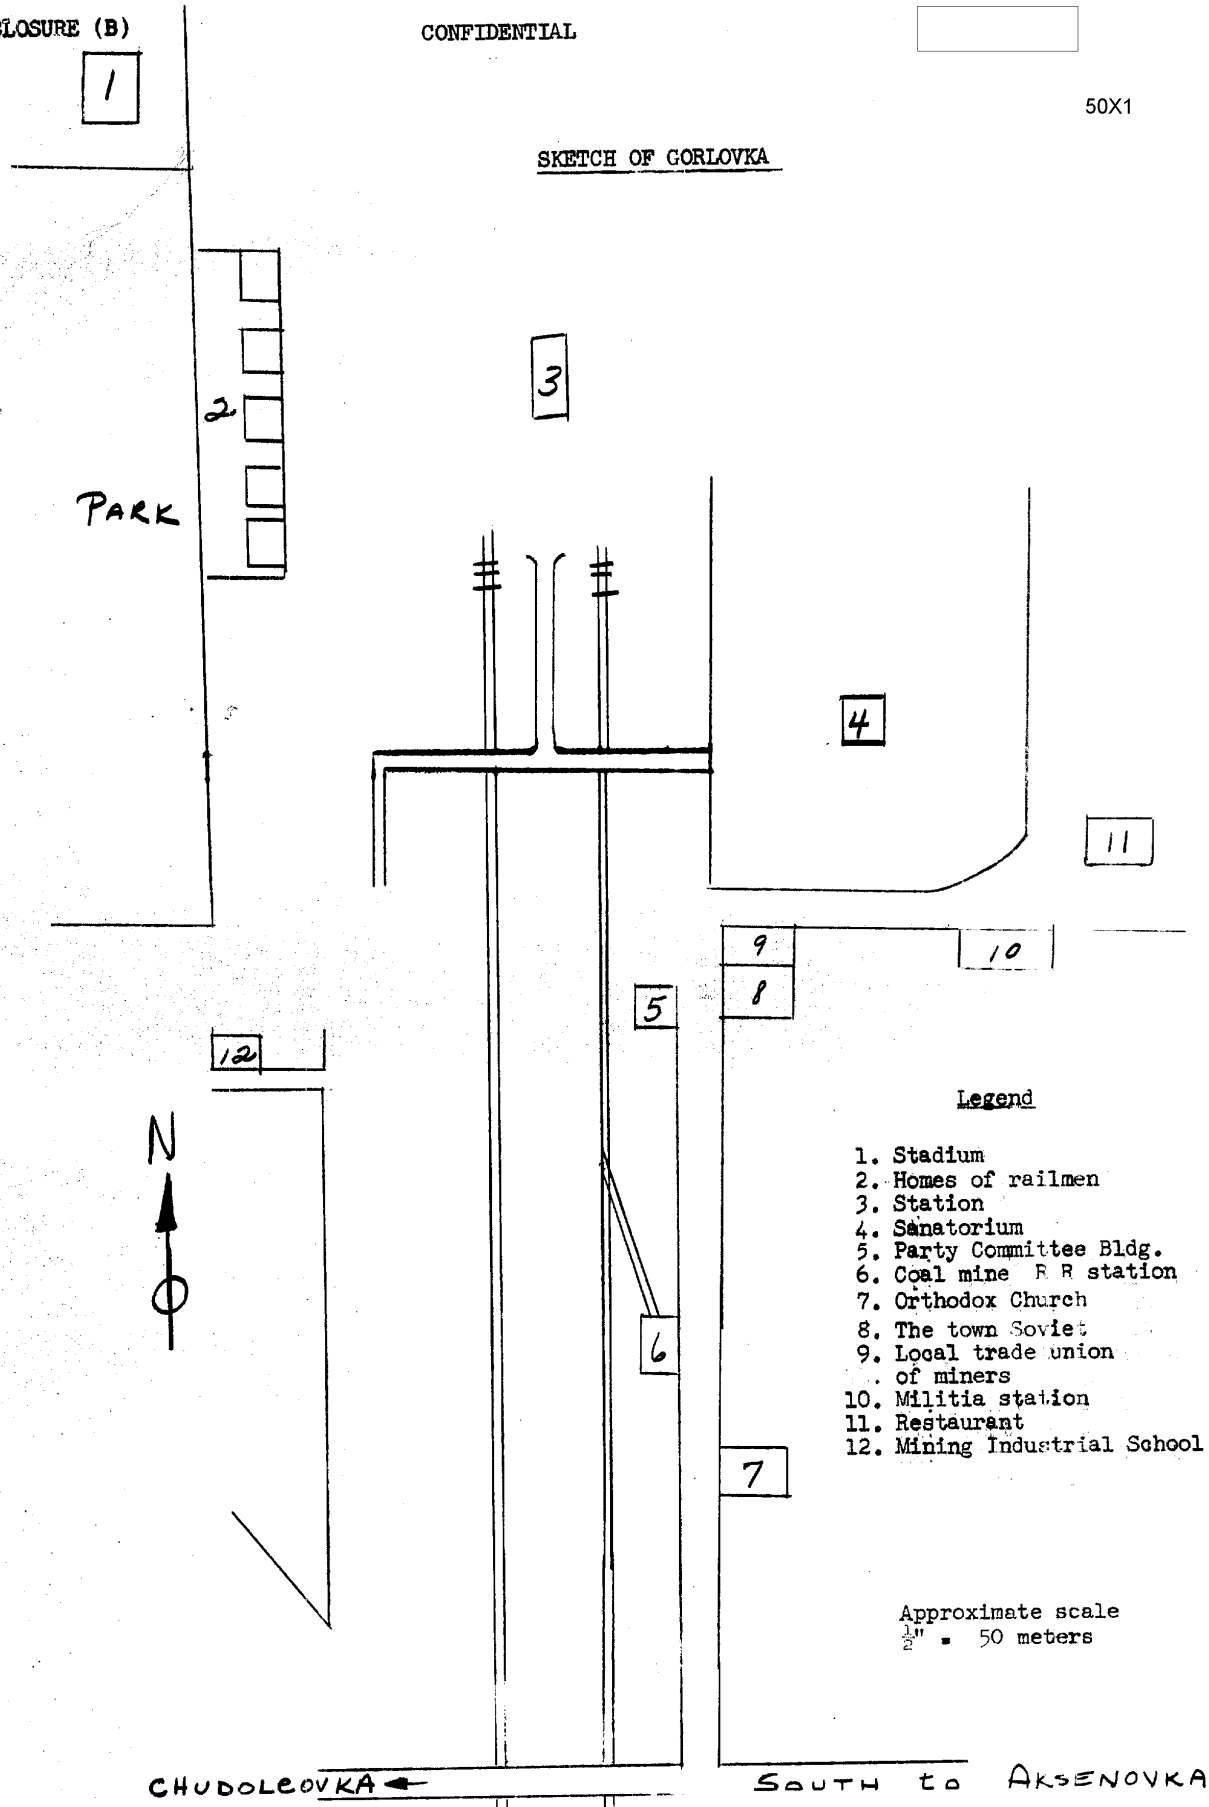 CLOSURE (B)
CONFIDENTIAL
1
50X1
SKETCH OF GORLOVKA
3
2
PARK
4
11
9
10
8
5
12
N
Legend
1. Stadium
2. Homes of railmen
3. Station
4. Sanatorium
5. Party Committee Bldg.
6. Coal mine R R station
7. Orthodox Church
8. The town Soviet
9. Local trade union
of miners
10. Militia station
11. Restaurant
12. Mining Industrial School
6
7
Approximate scale
½" = 50 meters
CHUDOLEOVKA ←
SOUTH to AKSENOVKA